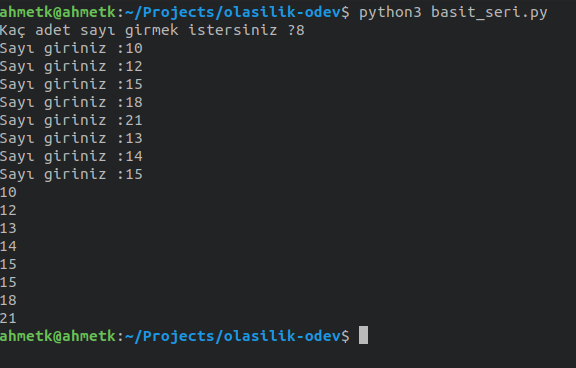 ahmetk@ahmetk:~/Projects/olasilik-odev$ python3 basit_seri.py
Kaç adet sayı girmek istersiniz ?8
Sayı giriniz :10
Sayı giriniz :12
Sayı giriniz :15
Sayı giriniz :18
Sayı giriniz :21
Sayı giriniz :13
Sayı giriniz :14
Sayı giriniz :15
10
12
13
14
15
15
18
21
ahmetk@ahmetk:~/Projects/olasilik-odev$